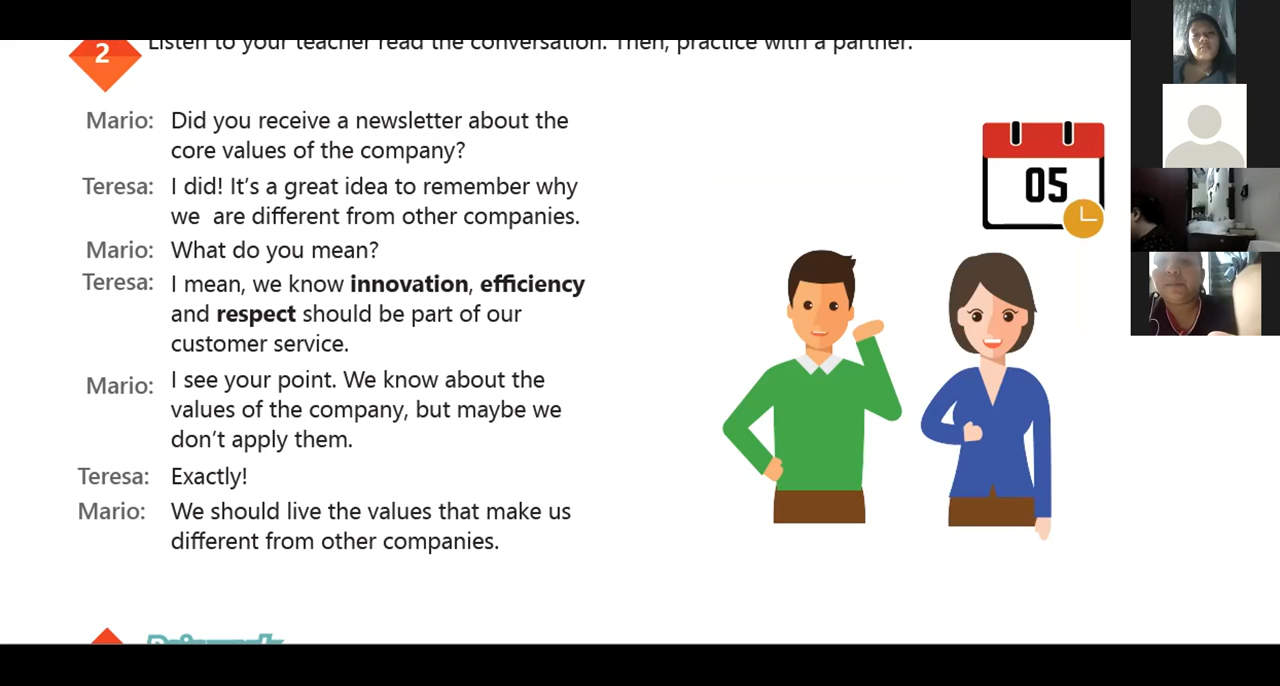 2
Listen to your teacher read the conversation. Then, practice with a partner.
Mario: Did you receive a newsletter about the
core values of the company?
Teresa: I did! It's a great idea to remember why
we are different from other companies.
Mario: What do you mean?
Teresa: I mean, we know innovation, efficiency
and respect should be part of our
customer service.
Mario: I see your point. We know about the
values of the company, but maybe we
don't apply them.
Teresa: Exactly!
Mario: We should live the values that make us
different from other companies.
05